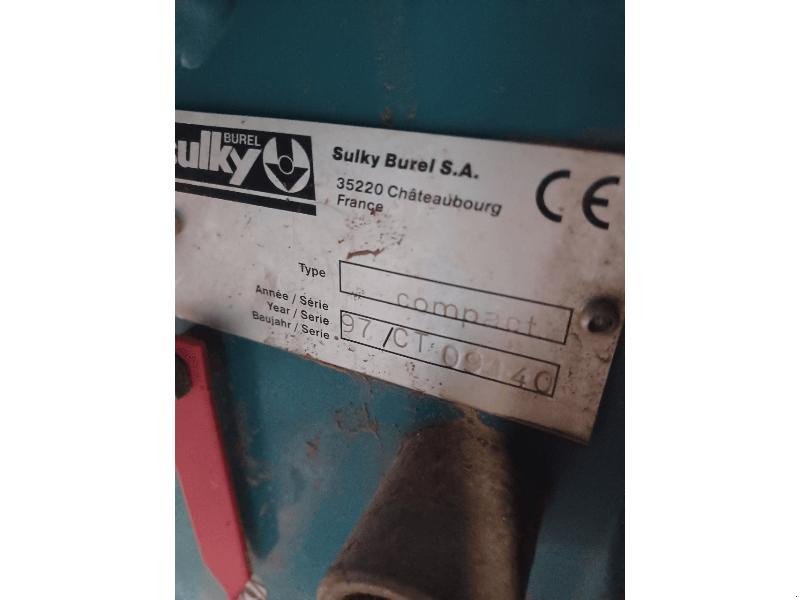 BUREL
sulky
Sulky Burel S.A.
35220 Châteaubourg
France
CE
Type
compact
Année / Série
Year / Serie
Baujahr / Serie
97/CT 09140